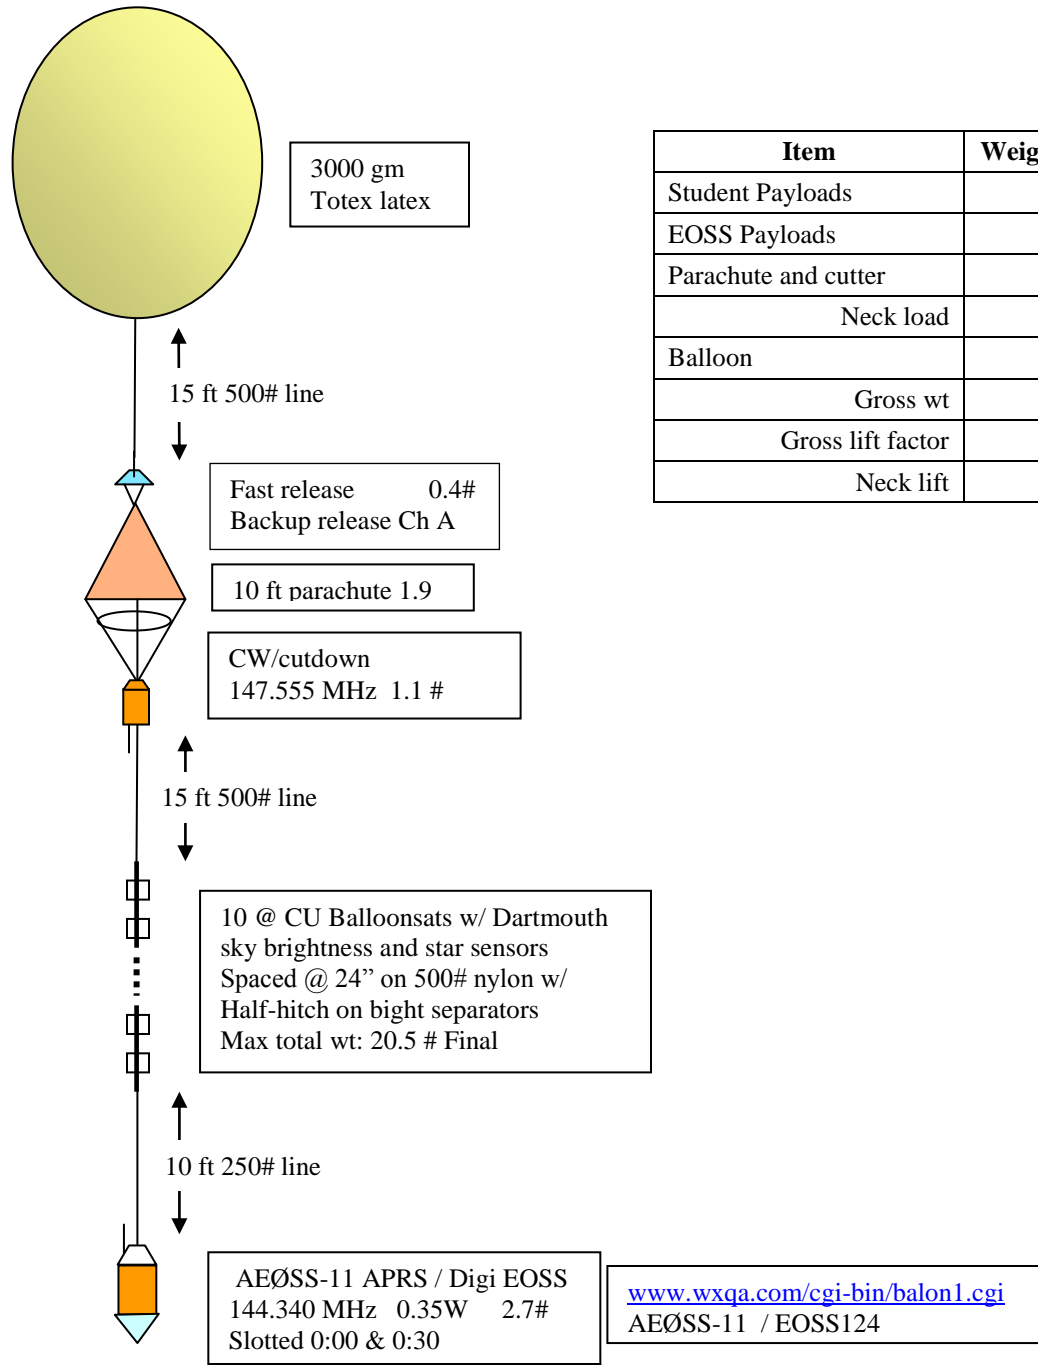 3000 gm
Totex latex
Item Weig
Student Payloads
EOSS Payloads
Parachute and cutter
Neck load
Balloon
Gross wt
Gross lift factor
Neck lift
15 ft 500# line
Fast release 0.4#
Backup release Ch A
10 ft parachute 1.9
CW/cutdown
147.555 MHz 1.1 #
15 ft 500# line
10 @ CU Balloonsats w/ Dartmouth
sky brightness and star sensors
Spaced @ 24” on 500# nylon w/
Half-hitch on bight separators
Max total wt: 20.5 # Final
10 ft 250# line
AEØSS-11 APRS / Digi EOSS
144.340 MHz 0.35W 2.7#
Slotted 0:00 & 0:30
www.wxqa.com/cgi-bin/balon1.cgi
AEØSS-11 / EOSS124